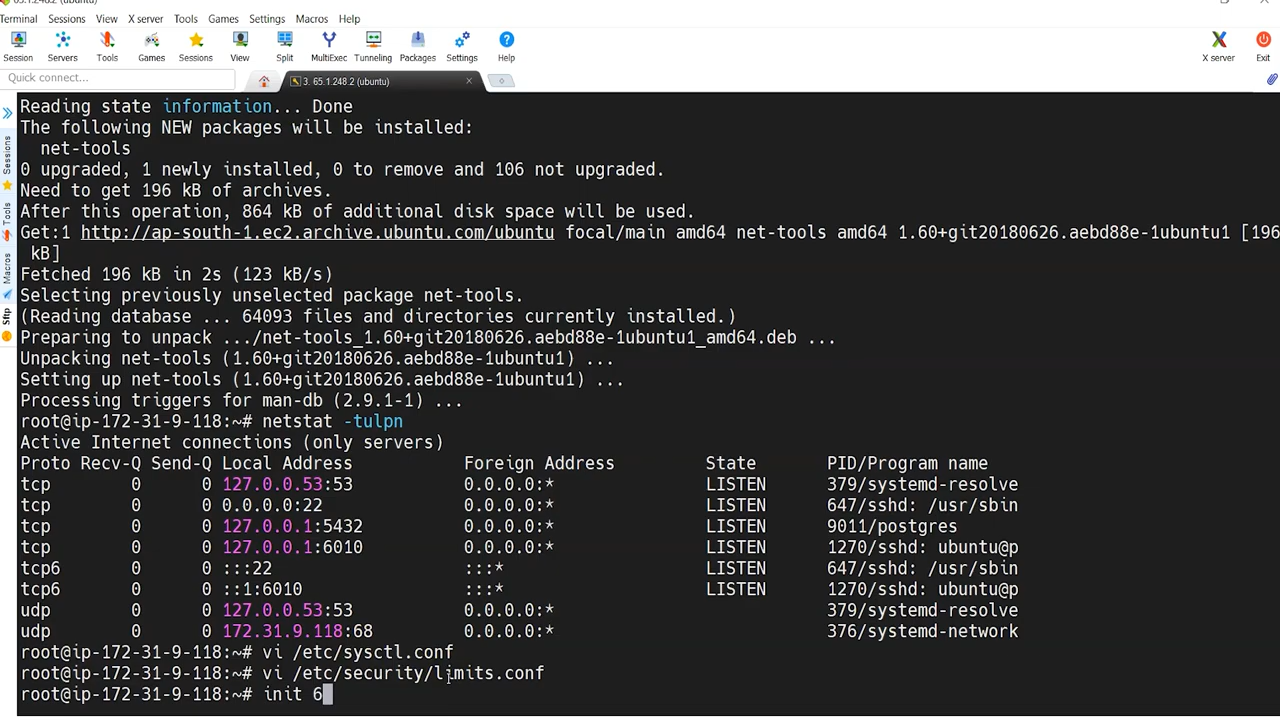 65.1.248.2 (ubuntu)
Terminal Sessions View X server Tools Games Settings Macros Help
Session Servers Tools Games Sessions View Split MultiExec Tunneling Packages Settings Help X server Exit
Quick connect...
3. 65.1.248.2 (ubuntu)
Sessions
Tools
Macros
Sftp
Reading state information... Done
The following NEW packages will be installed:
net-tools
0 upgraded, 1 newly installed, 0 to remove and 106 not upgraded.
Need to get 196 kB of archives.
After this operation, 864 kB of additional disk space will be used.
Get:1 http://ap-south-1.ec2.archive.ubuntu.com/ubuntu focal/main amd64 net-tools amd64 1.60+git20180626.aebd88e-1ubuntu1 [196
kB]
Fetched 196 kB in 2s (123 kB/s)
Selecting previously unselected package net-tools.
(Reading database ... 64093 files and directories currently installed.)
Preparing to unpack .../net-tools_1.60+git20180626.aebd88e-1ubuntu1_amd64.deb ...
Unpacking net-tools (1.60+git20180626.aebd88e-1ubuntu1) ...
Setting up net-tools (1.60+git20180626.aebd88e-1ubuntu1) ...
Processing triggers for man-db (2.9.1-1) ...
root@ip-172-31-9-118:~# netstat -tulpn
Active Internet connections (only servers)
Proto Recv-Q Send-Q Local Address Foreign Address State PID/Program name
tcp 0 0 127.0.0.53:53 0.0.0.0:* LISTEN 379/systemd-resolve
tcp 0 0 0.0.0.0:22 0.0.0.0:* LISTEN 647/sshd: /usr/sbin
tcp 0 0 127.0.0.1:5432 0.0.0.0:* LISTEN 9011/postgres
tcp 0 0 127.0.0.1:6010 0.0.0.0:* LISTEN 1270/sshd: ubuntu@p
tcp6 0 0 :::22 :::* LISTEN 647/sshd: /usr/sbin
tcp6 0 0 ::1:6010 :::* LISTEN 1270/sshd: ubuntu@p
udp 0 0 127.0.0.53:53 0.0.0.0:* 379/systemd-resolve
udp 0 0 172.31.9.118:68 0.0.0.0:* 376/systemd-network
root@ip-172-31-9-118:~# vi /etc/sysctl.conf
root@ip-172-31-9-118:~# vi /etc/security/limits.conf
root@ip-172-31-9-118:~# init 6